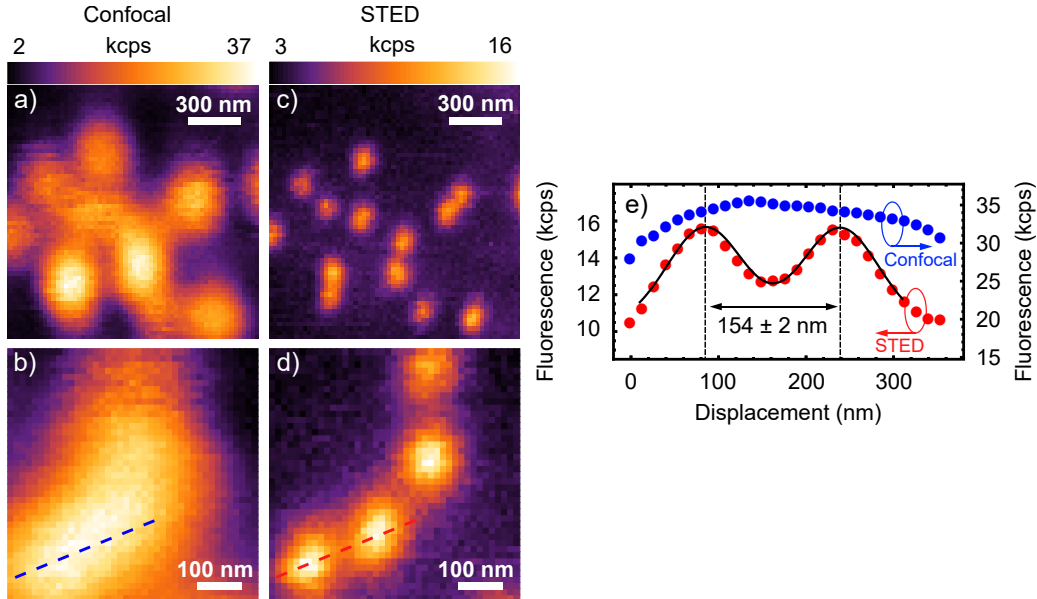 Confocal
STED
2 kcps 37
3 kcps 16
a)
300 nm
c)
300 nm
b)
100 nm
d)
100 nm
e)
Fluorescence (kcps)
16
14
12
10
35
30
25
20
15
Fluorescence (kcps)
Confocal
154 ± 2 nm
STED
0 100 200 300
Displacement (nm)